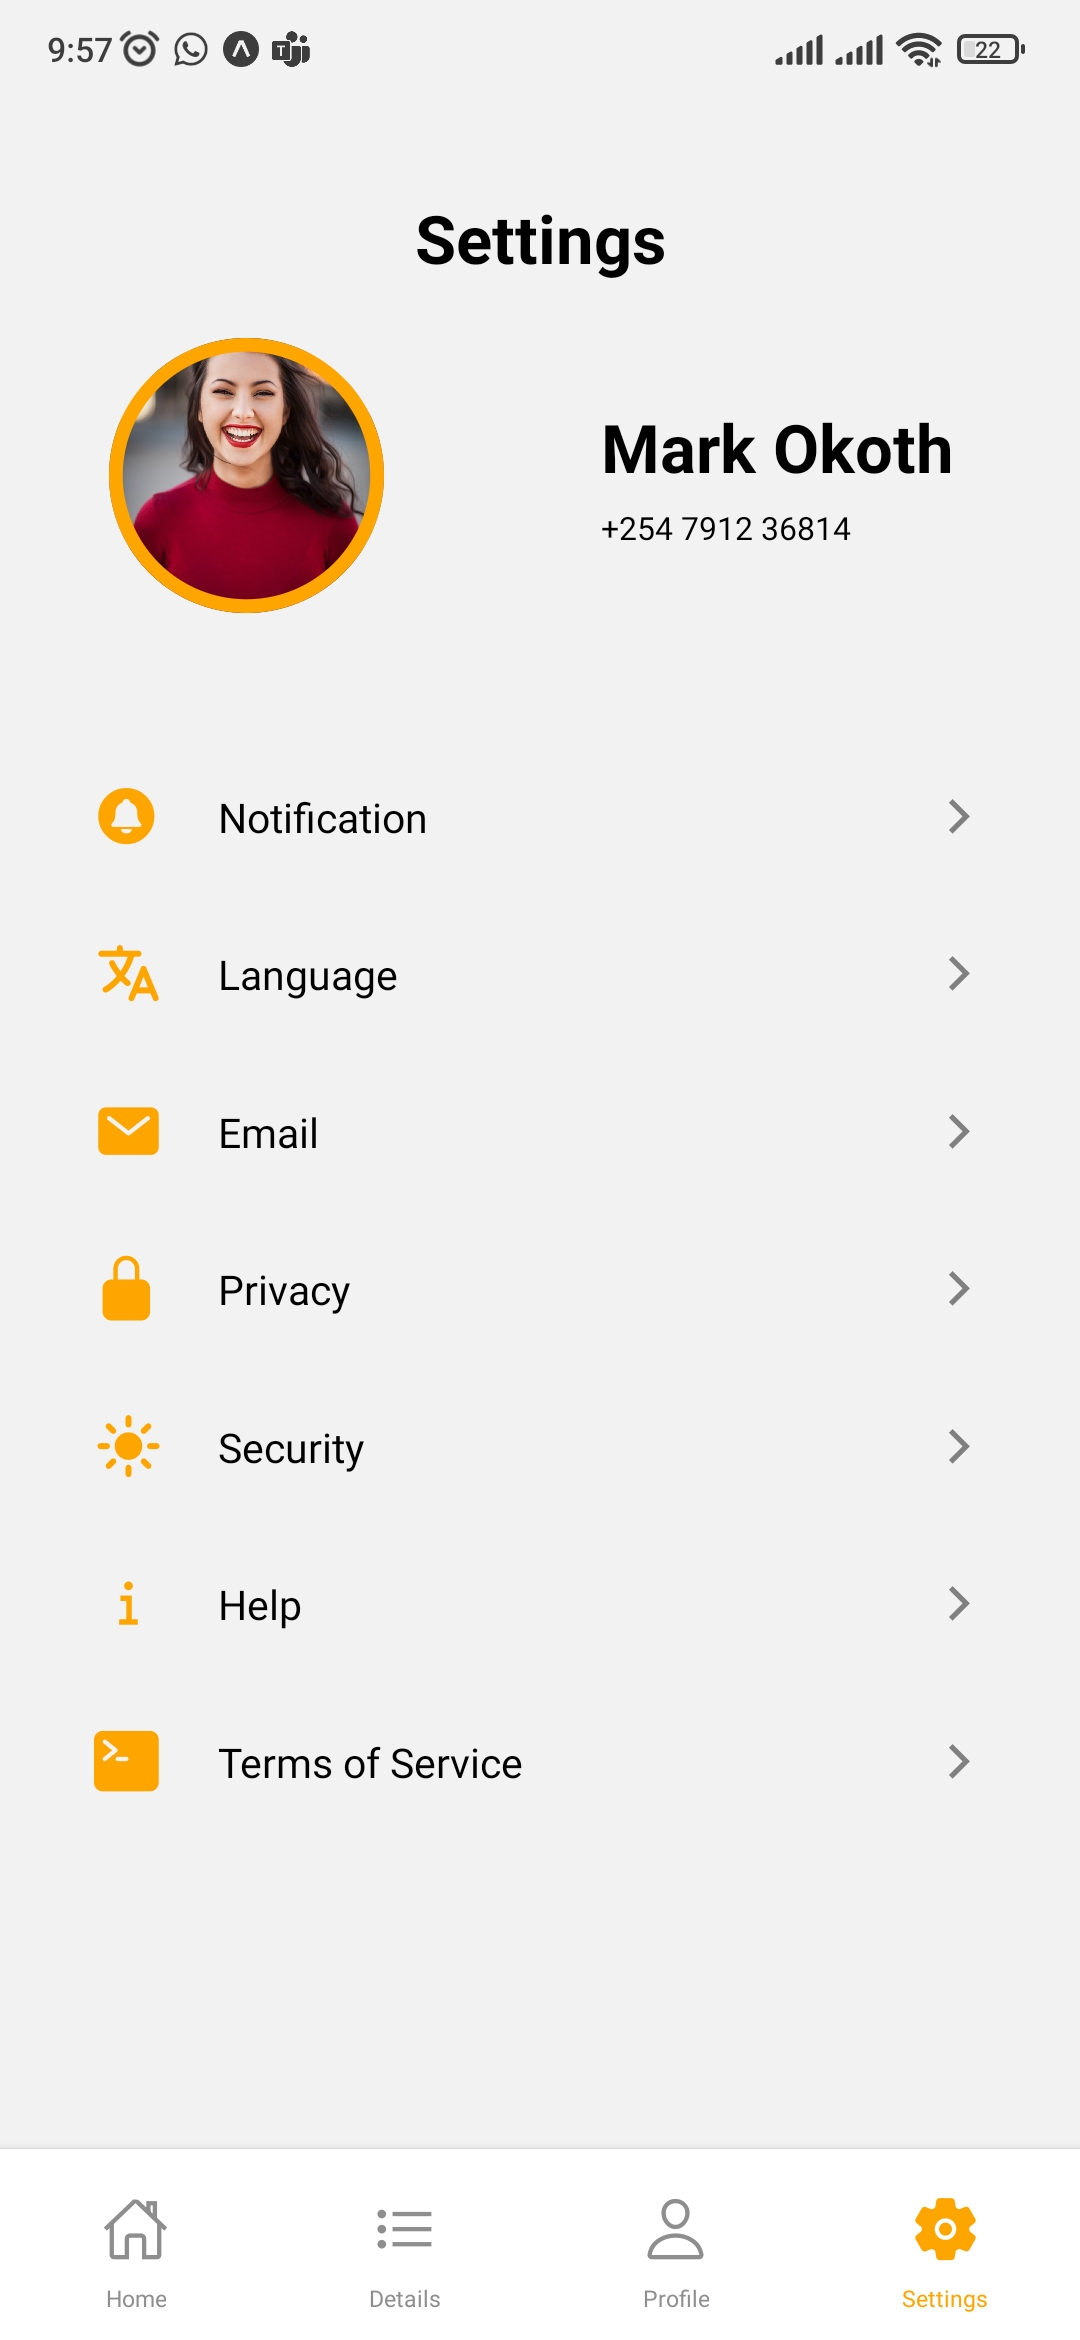 9:57
22
Settings
Mark Okoth
+254 7912 36814
Notification
Language
Email
Privacy
Security
Help
Terms of Service
Home
Details
Profile
Settings